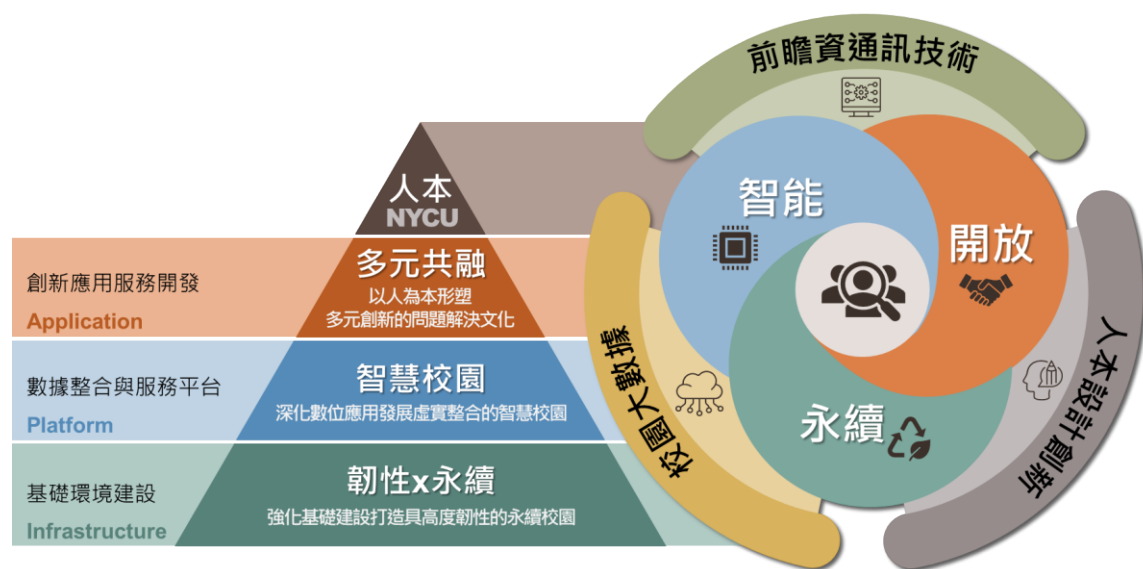 人本
NYCU
創新應用服務開發
Application
多元共融
以人為本形塑
多元創新的問題解決文化
數據整合與服務平台
Platform
智慧校園
深化數位應用發展虛實整合的智慧校園
基礎環境建設
Infrastructure
韌性x永續
強化基礎建設打造具高度韌性的永續校園
前瞻資通訊技術
智能
開放
永續
校園大數據
人本設計創新